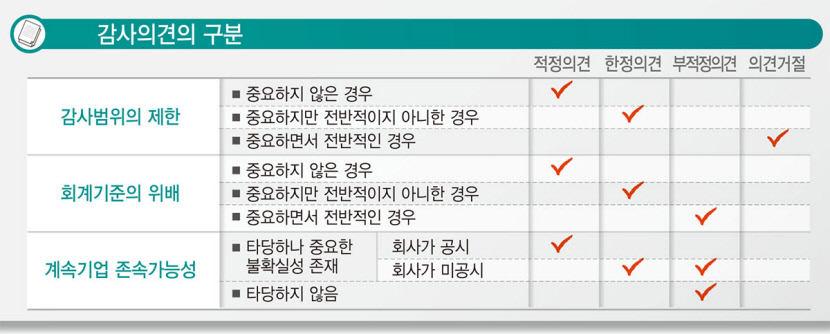 감사의견의 구분
적정의견 한정의견 부적정의견 의견거절
감사범위의 제한
■ 중요하지 않은 경우 ✓
■ 중요하지만 전반적이지 아니한 경우 ✓
■ 중요하면서 전반적인 경우 ✓
회계기준의 위배
■ 중요하지 않은 경우 ✓
■ 중요하지만 전반적이지 아니한 경우 ✓
■ 중요하면서 전반적인 경우 ✓
계속기업 존속가능성
■ 타당하나 중요한
불확실성 존재
회사가 공시 ✓
회사가 미공시 ✓ ✓
■ 타당하지 않음 ✓